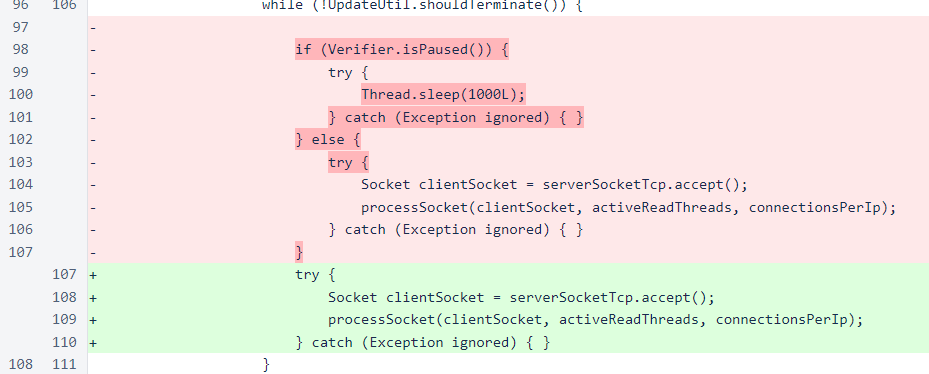 96 106 while (!UpdateUtil.shouldTerminate()) {
97 -
98 - if (Verifier.isPaused()) {
99 - try {
100 - Thread.sleep(1000L);
101 - } catch (Exception ignored) { }
102 - } else {
103 - try {
104 - Socket clientSocket = serverSocketTcp.accept();
105 - processSocket(clientSocket, activeReadThreads, connectionsPerIp);
106 - } catch (Exception ignored) { }
107 - }
107 + try {
108 + Socket clientSocket = serverSocketTcp.accept();
109 + processSocket(clientSocket, activeReadThreads, connectionsPerIp);
110 + } catch (Exception ignored) { }
108 111 }